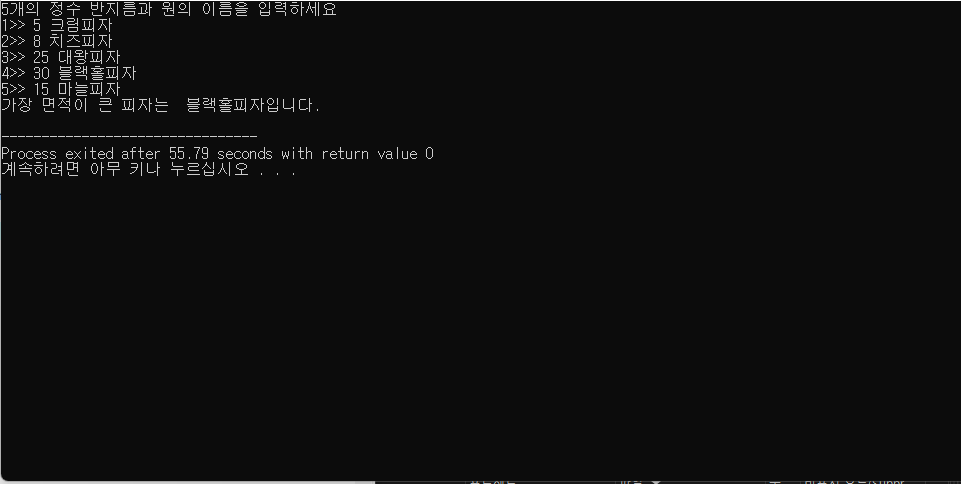 5개의 정수 반지름과 원의 이름을 입력하세요
1>> 5 크림피자
2>> 8 치즈피자
3>> 25 대왕피자
4>> 30 블랙홀피자
5>> 15 마늘피자
가장 면적이 큰 피자는  블랙홀피자입니다.
--------------------------------
Process exited after 55.79 seconds with return value 0
계속하려면 아무 키나 누르십시오 . . .